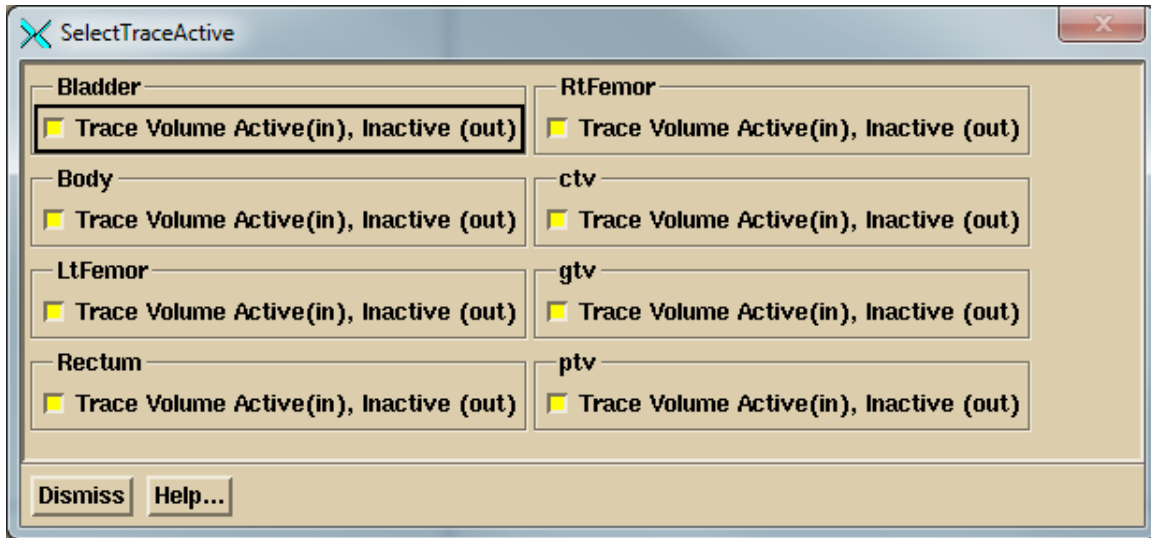 SelectTraceActive
Bladder
Trace Volume Active(in), Inactive (out)
Body
Trace Volume Active(in), Inactive (out)
LtFemor
Trace Volume Active(in), Inactive (out)
Rectum
Trace Volume Active(in), Inactive (out)
RtFemor
Trace Volume Active(in), Inactive (out)
ctv
Trace Volume Active(in), Inactive (out)
gtv
Trace Volume Active(in), Inactive (out)
ptv
Trace Volume Active(in), Inactive (out)
Dismiss
Help...